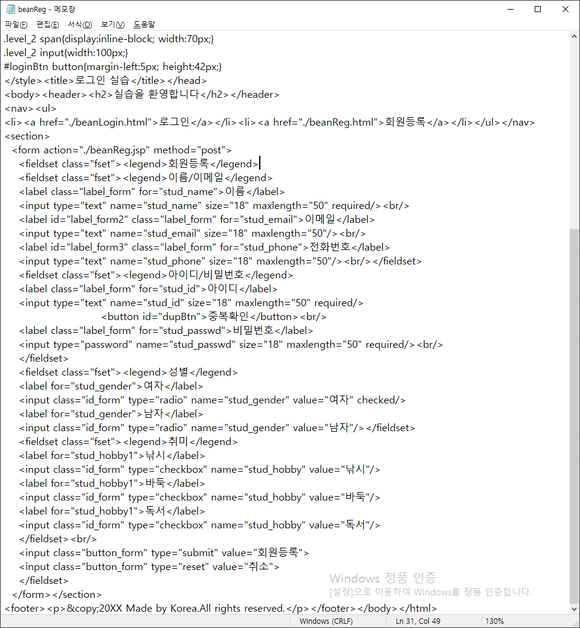 beanReg - 메모장
파일(F) 편집(E) 서식(O) 보기(V) 도움말
.level_2 span{display:inline-block; width:70px;}
.level_2 input{width:100px;}
#loginBtn button{margin-left:5px; height:42px;}
</style><title>로그인 실습</title></head>
<body><header><h2>실습을 환영합니다</h2></header>
<nav><ul>
<li><a href="./beanLogin.html">로그인</a></li><li><a href="./beanReg.html">회원등록</a></li></ul></nav>
<section>
<form action="./beanReg.jsp" method="post">
<fieldset class="fset"><legend>회원등록</legend>
<fieldset class="fset"><legend>이름/이메일</legend>
<label class="label_form" for="stud_name">이름</label>
<input type="text" name="stud_name" size="18" maxlength="50" required/><br/>
<label id="label_form2" class="label_form" for="stud_email">이메일</label>
<input type="text" name="stud_email" size="18" maxlength="50"/><br/>
<label id="label_form3" class="label_form" for="stud_phone">전화번호</label>
<input type="text" name="stud_phone" size="18" maxlength="50"/><br/></fieldset>
<fieldset class="fset"><legend>아이디/비밀번호</legend>
<label class="label_form" for="stud_id">아이디</label>
<input type="text" name="stud_id" size="18" maxlength="50" required/>
<button id="dupBtn">중복확인</button><br/>
<label class="label_form" for="stud_passwd">비밀번호</label>
<input type="password" name="stud_passwd" size="18" maxlength="50" required/><br/>
</fieldset>
<fieldset class="fset"><legend>성별</legend>
<label for="stud_gender">여자</label>
<input class="id_form" type="radio" name="stud_gender" value="여자" checked/>
<label for="stud_gender">남자</label>
<input class="id_form" type="radio" name="stud_gender" value="남자"/></fieldset>
<fieldset class="fset"><legend>취미</legend>
<label for="stud_hobby1">낚시</label>
<input class="id_form" type="checkbox" name="stud_hobby" value="낚시"/>
<label for="stud_hobby1">바둑</label>
<input class="id_form" type="checkbox" name="stud_hobby" value="바둑"/>
<label for="stud_hobby1">독서</label>
<input class="id_form" type="checkbox" name="stud_hobby" value="독서"/>
</fieldset><br/>
<input class="button_form" type="submit" value="회원등록">
<input class="button_form" type="reset" value="취소">
</fieldset>
</form></section>
<footer><p>&copy;20XX Made by Korea.All rights reserved.</p></footer></body></html>
Windows 정품 인증
[설정]으로 이동하여 Windows를 정품 인증합니다.
Windows (CRLF) Ln 31, Col 49 130%